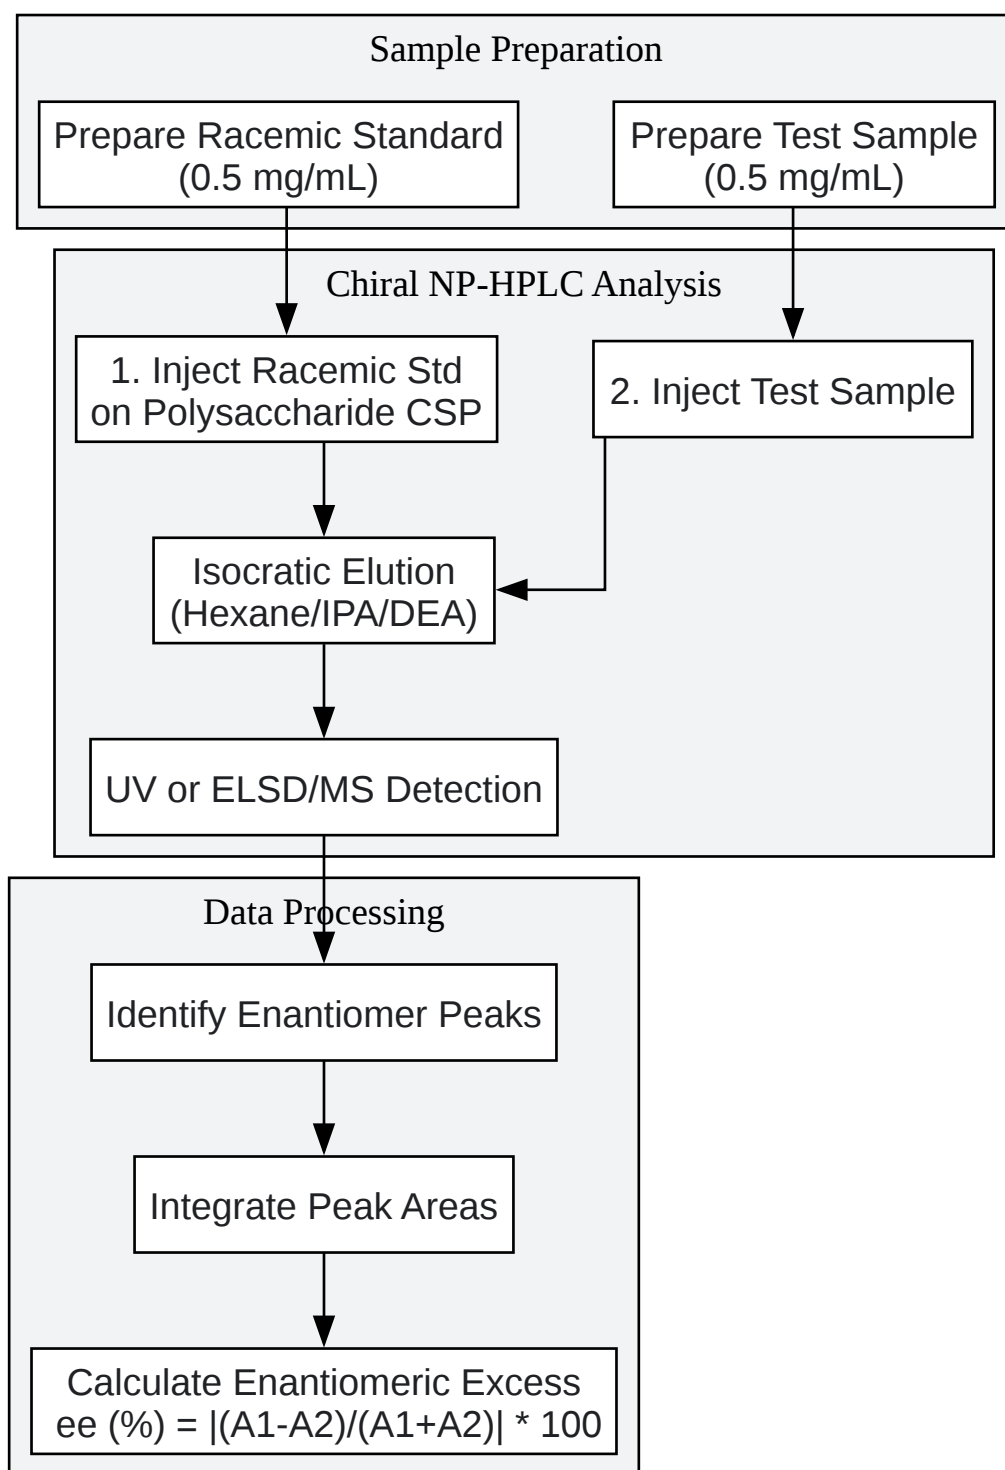 Sample Preparation
Prepare Racemic Standard
(0.5 mg/mL)
Prepare Test Sample
(0.5 mg/mL)
Chiral NP-HPLC Analysis
1. Inject Racemic Std
on Polysaccharide CSP
2. Inject Test Sample
Isocratic Elution
(Hexane/IPA/DEA)
UV or ELSD/MS Detection
Data Processing
Identify Enantiomer Peaks
Integrate Peak Areas
Calculate Enantiomeric Excess
ee (%) = |(A1-A2)/(A1+A2)| * 100